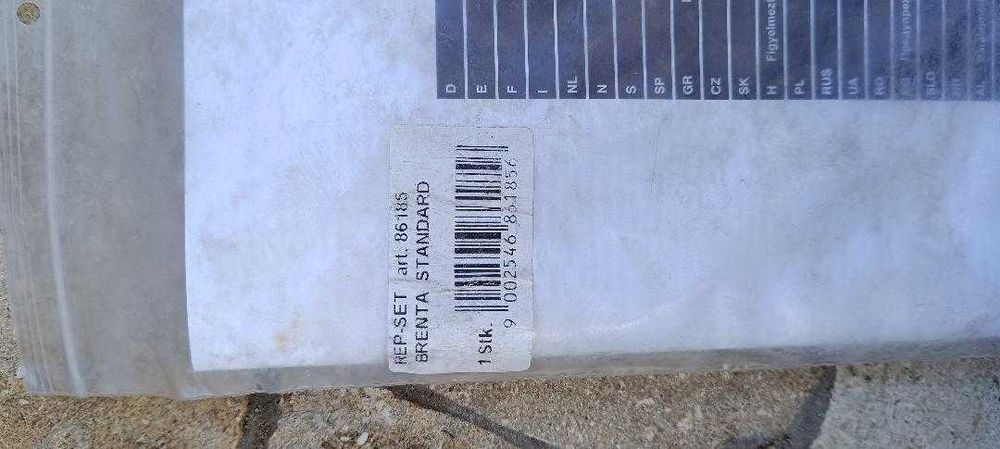 REP-SET art. 86185
BRENTA STANDARD
1 Stk.
9 002546 861856
D
E
F
I
NL
N
S
SP
GR
CZ
SK
H Figyelmezt
PL
RUS
UA
RO
SLO